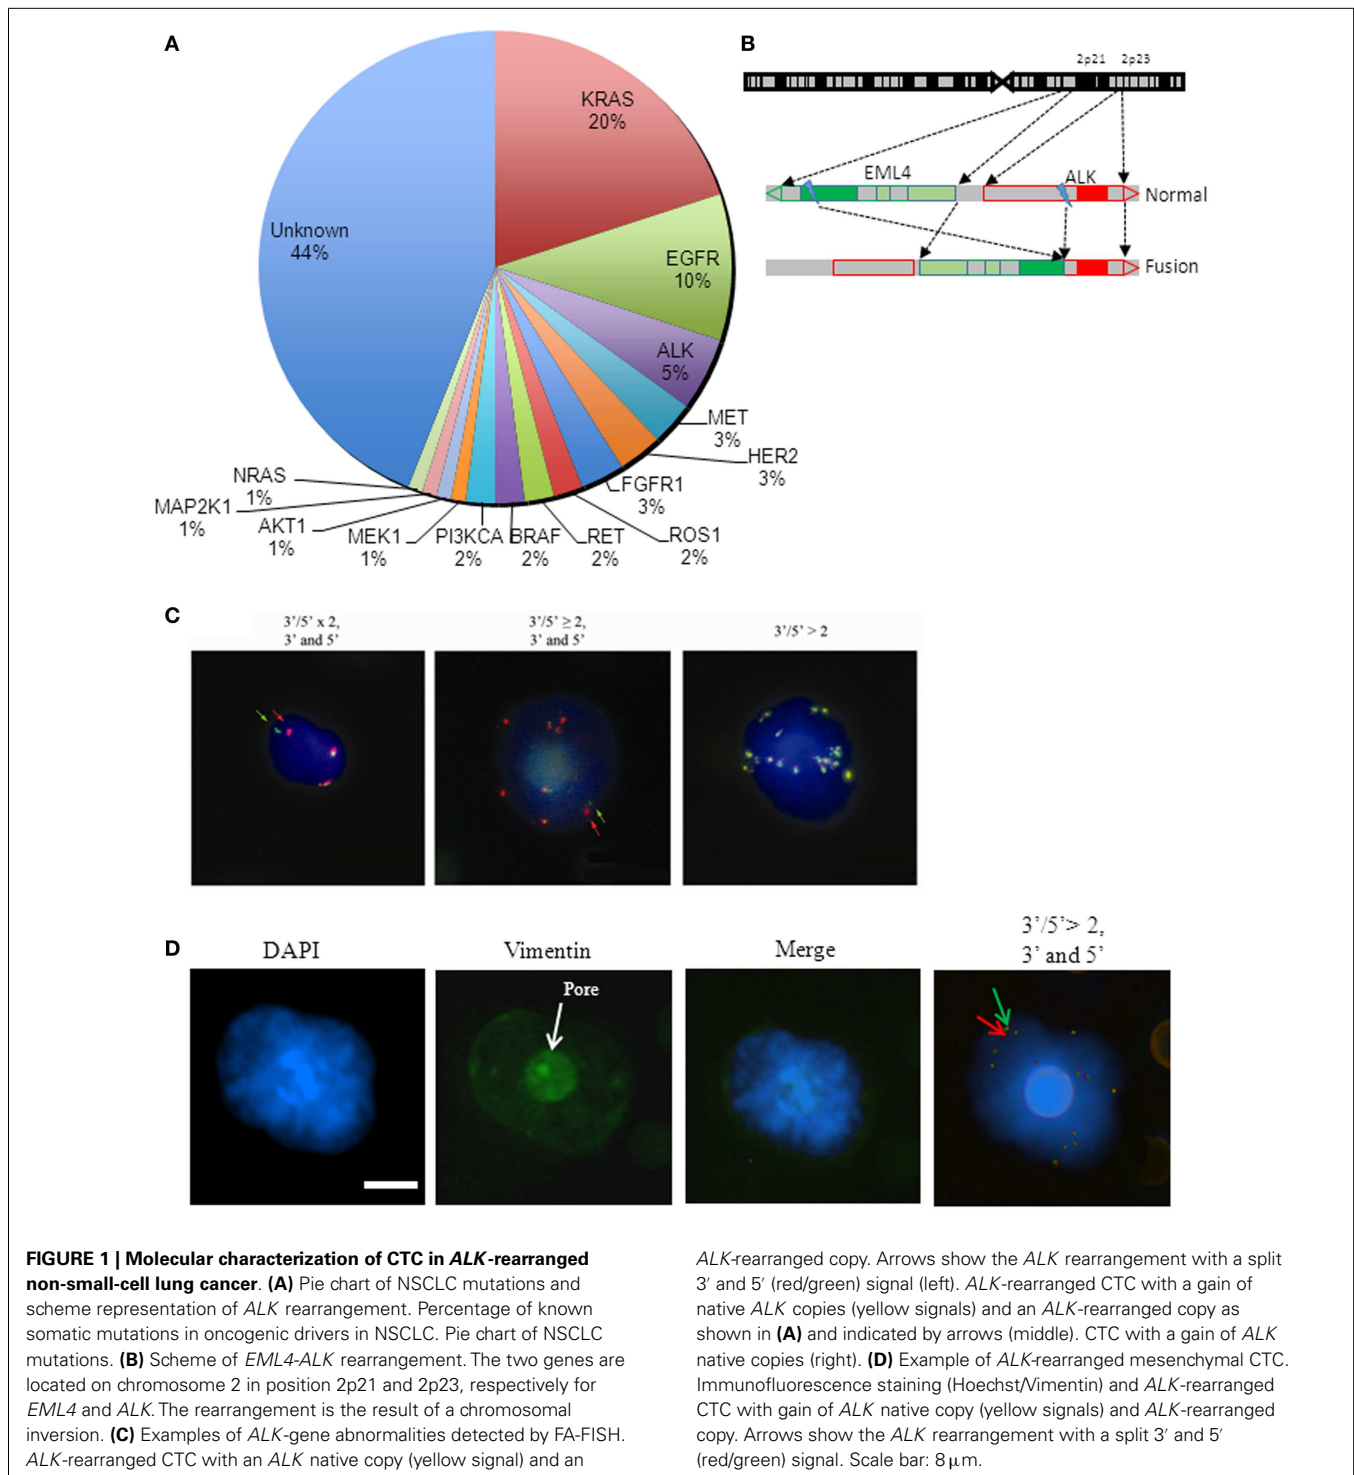 A
KRAS
20%
EGFR
10%
ALK
5%
MET
3%
HER2
3%
FGFR1
3%
ROS1
2%
RET
2%
BRAF
2%
PI3KCA
2%
MEK1
1%
AKT1
1%
MAP2K1
1%
NRAS
1%
Unknown
44%
B
2p21 2p23
EML4
ALK
Normal
Fusion
C
3'/5' x 2,
3' and 5'
3'/5' ≥ 2,
3' and 5'
3'/5' > 2
D
DAPI
Vimentin
Pore
Merge
3'/5'> 2,
3' and 5'
FIGURE 1 | Molecular characterization of CTC in ALK-rearranged
non-small-cell lung cancer. (A) Pie chart of NSCLC mutations and
scheme representation of ALK rearrangement. Percentage of known
somatic mutations in oncogenic drivers in NSCLC. Pie chart of NSCLC
mutations. (B) Scheme of EML4-ALK rearrangement. The two genes are
located on chromosome 2 in position 2p21 and 2p23, respectively for
EML4 and ALK. The rearrangement is the result of a chromosomal
inversion. (C) Examples of ALK-gene abnormalities detected by FA-FISH.
ALK-rearranged CTC with an ALK native copy (yellow signal) and an
ALK-rearranged copy. Arrows show the ALK rearrangement with a split
3′ and 5′ (red/green) signal (left). ALK-rearranged CTC with a gain of
native ALK copies (yellow signals) and an ALK-rearranged copy as
shown in (A) and indicated by arrows (middle). CTC with a gain of ALK
native copies (right). (D) Example of ALK-rearranged mesenchymal CTC.
Immunofluorescence staining (Hoechst/Vimentin) and ALK-rearranged
CTC with gain of ALK native copy (yellow signals) and ALK-rearranged
copy. Arrows show the ALK rearrangement with a split 3′ and 5′
(red/green) signal. Scale bar: 8 μm.